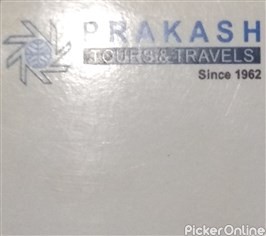 PRAKASH
TOURS & TRAVELS
Since 1962
PickerOnline